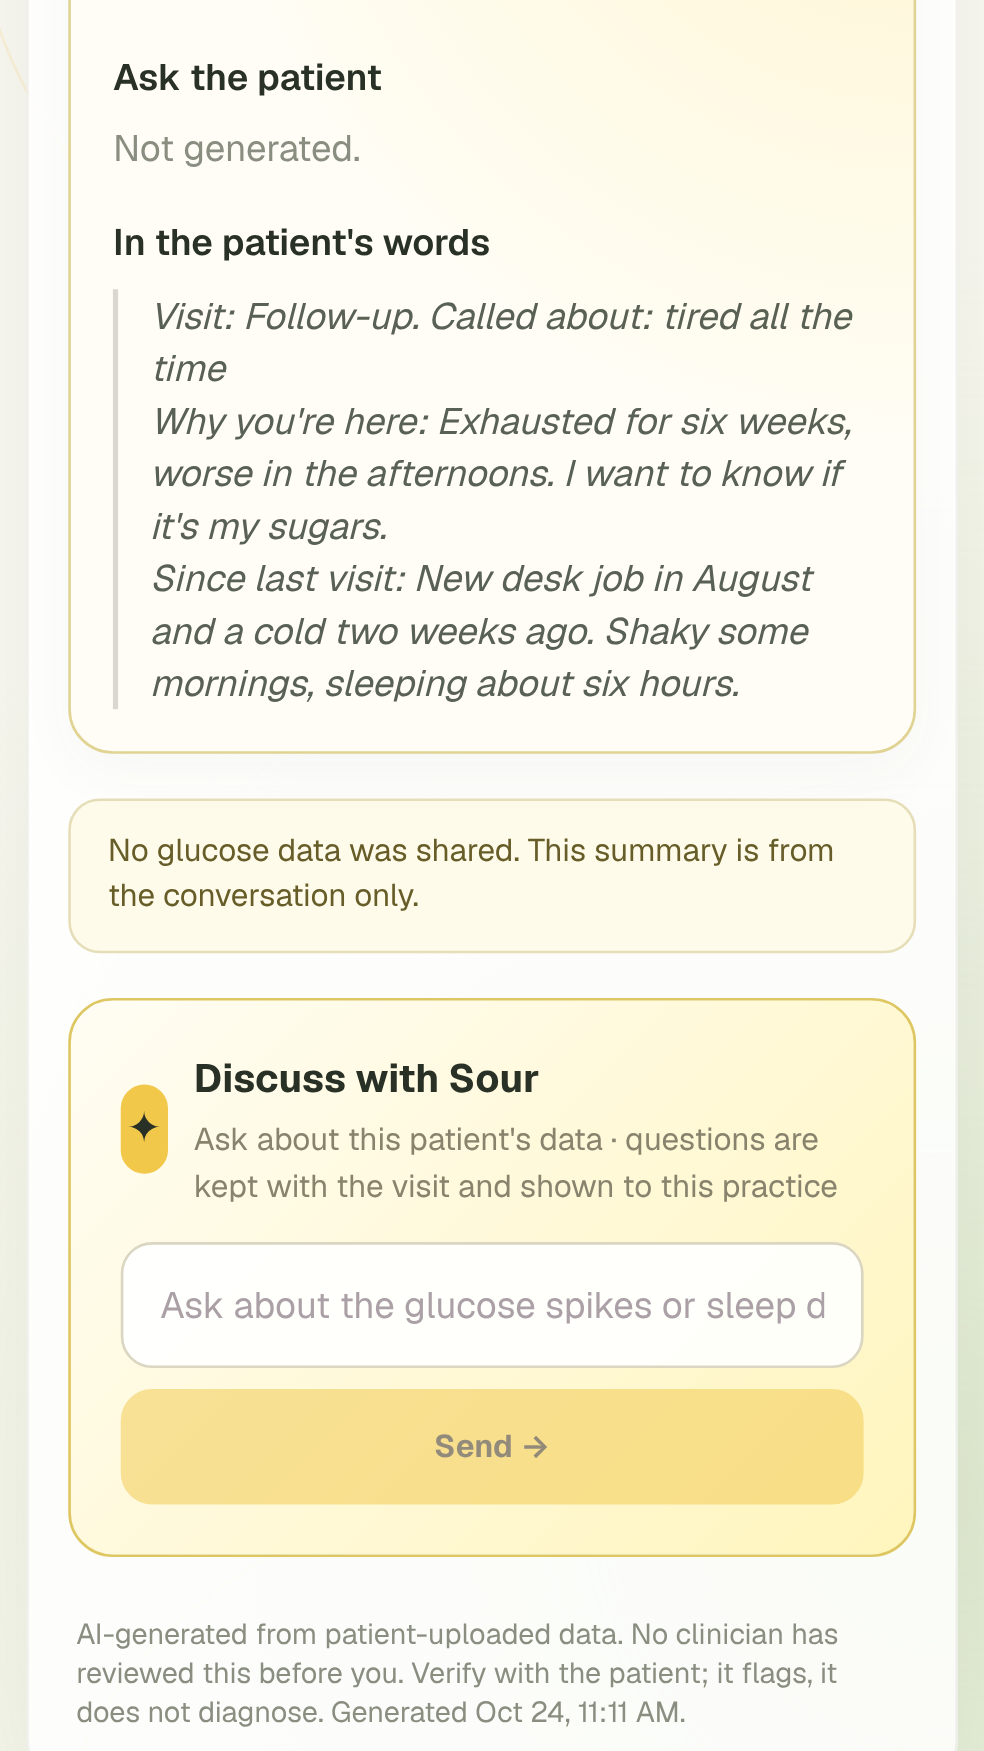 Ask the patient
Not generated.
In the patient's words
Visit: Follow-up. Called about: tired all the
time
Why you're here: Exhausted for six weeks,
worse in the afternoons. I want to know if
it's my sugars.
Since last visit: New desk job in August
and a cold two weeks ago. Shaky some
mornings, sleeping about six hours.
No glucose data was shared. This summary is from
the conversation only.
Discuss with Sour
Ask about this patient's data · questions are
kept with the visit and shown to this practice
Ask about the glucose spikes or sleep d
Send →
AI-generated from patient-uploaded data. No clinician has
reviewed this before you. Verify with the patient; it flags, it
does not diagnose. Generated Oct 24, 11:11 AM.